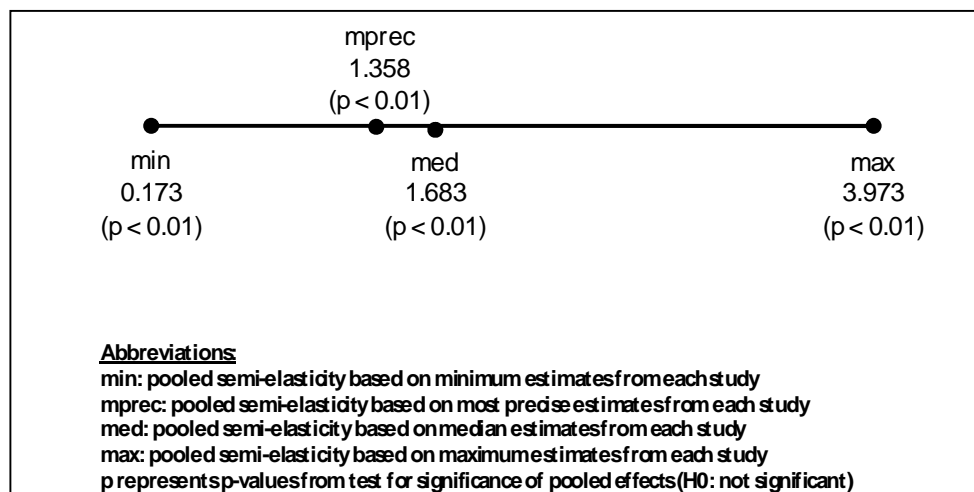 mprec
1.358
(p < 0.01)
min
0.173
(p < 0.01)
med
1.683
(p < 0.01)
max
3.973
(p < 0.01)
Abbreviations:
min: pooled semi-elasticity based on minimum estimates from each study
mprec: pooled semi-elasticity based on most precise estimates from each study
med: pooled semi-elasticity based on median estimates from each study
max: pooled semi-elasticity based on maximum estimates from each study
p represents p-values from test for significance of pooled effects (H0: not significant)